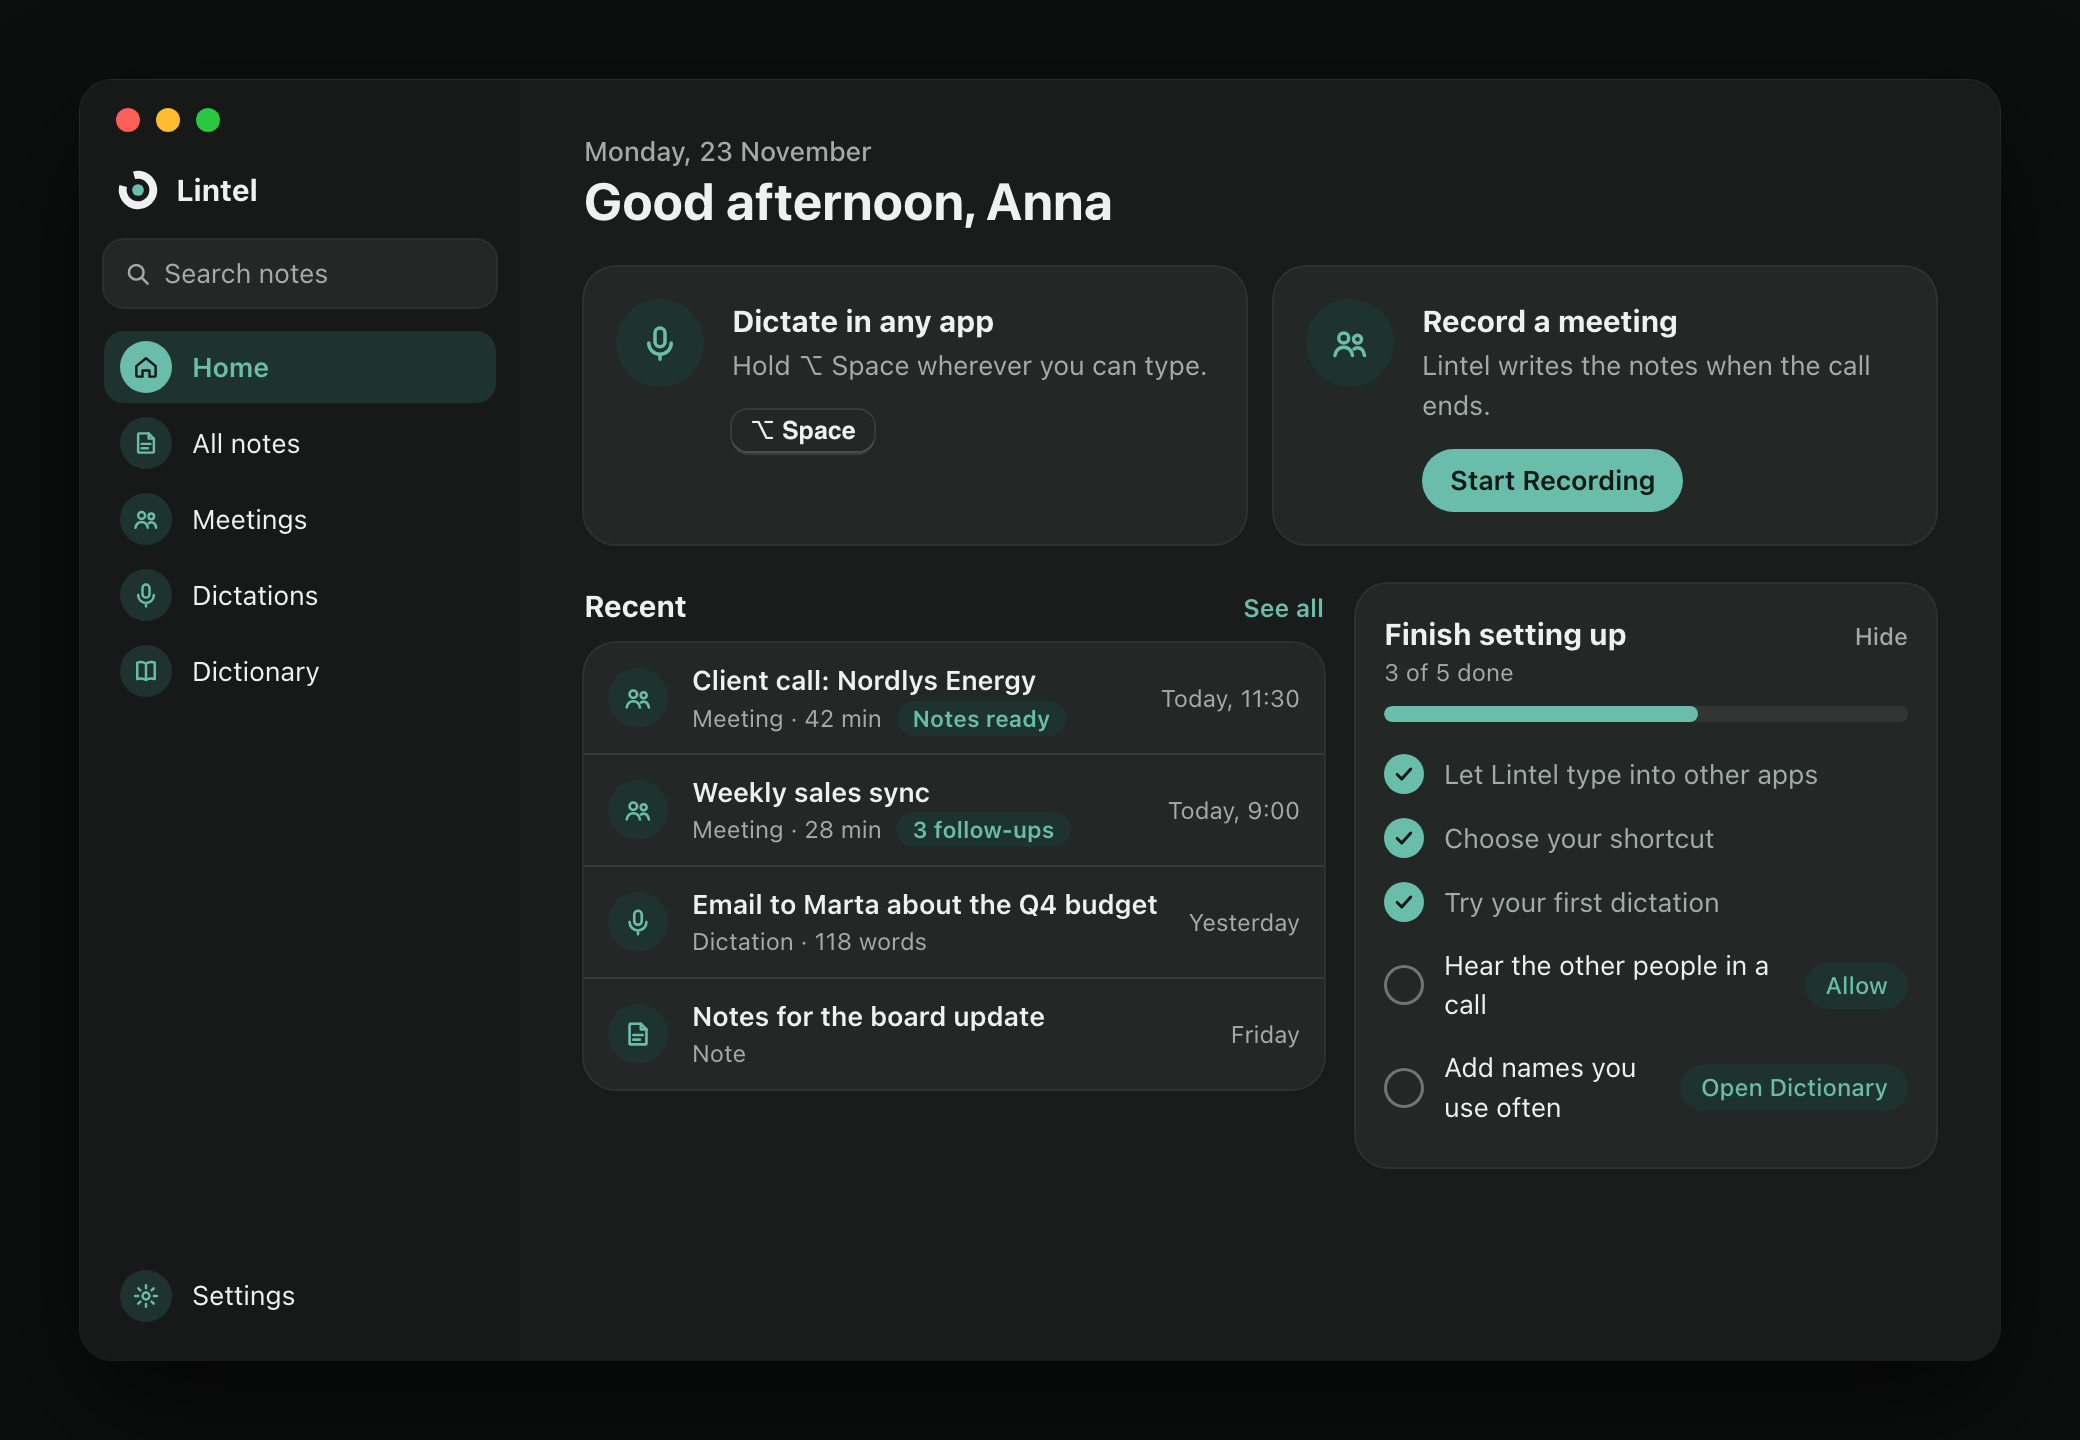 Lintel
Search notes
Home
All notes
Meetings
Dictations
Dictionary
Settings
Monday, 23 November
Good afternoon, Anna
Dictate in any app
Hold ⌥ Space wherever you can type.
⌥ Space
Record a meeting
Lintel writes the notes when the call
ends.
Start Recording
Recent
See all
Client call: Nordlys Energy
Meeting · 42 min
Notes ready
Today, 11:30
Weekly sales sync
Meeting · 28 min
3 follow-ups
Today, 9:00
Email to Marta about the Q4 budget
Dictation · 118 words
Yesterday
Notes for the board update
Note
Friday
Finish setting up
Hide
3 of 5 done
Let Lintel type into other apps
Choose your shortcut
Try your first dictation
Hear the other people in a
call
Allow
Add names you
use often
Open Dictionary